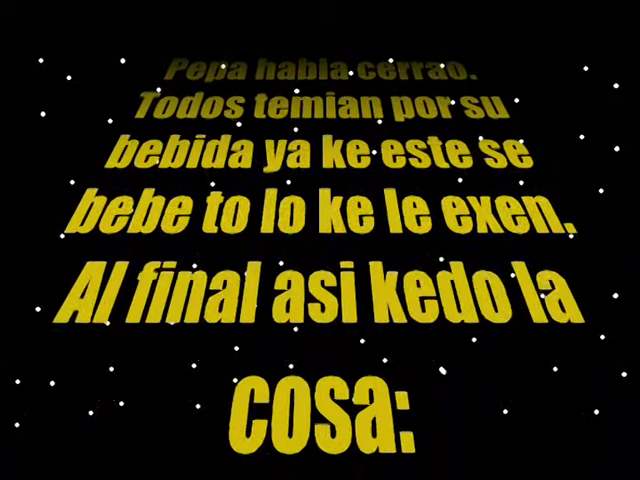 Pepa habla cerrao.
Todos temian por su
bebida ya ke este se
bebe to lo ke le exen.
Al final asi kedo la
cosa: